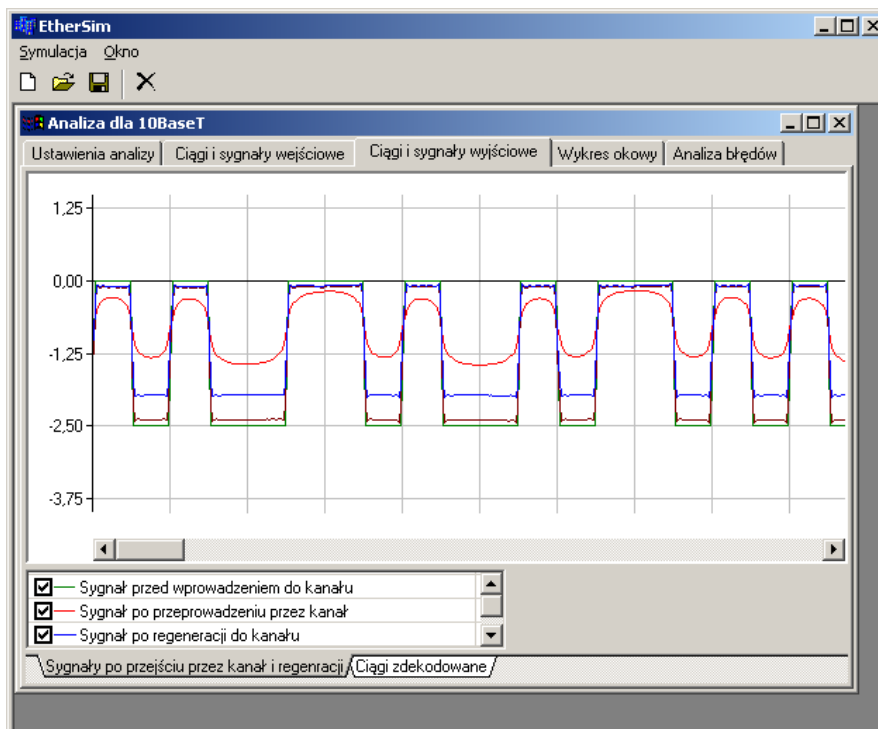 EtherSim
Symulacja Okno
Analiza dla 10BaseT
Ustawienia analizy Ciągi i sygnały wejściowe Ciągi i sygnały wyjściowe Wykres okowy Analiza błędów
1,25
0,00
-1,25
-2,50
-3,75
Sygnał przed wprowadzeniem do kanału
Sygnał po przeprowadzeniu przez kanał
Sygnał po regeneracji do kanału
Sygnały po przejściu przez kanał i regenracji Ciągi zdekodowane